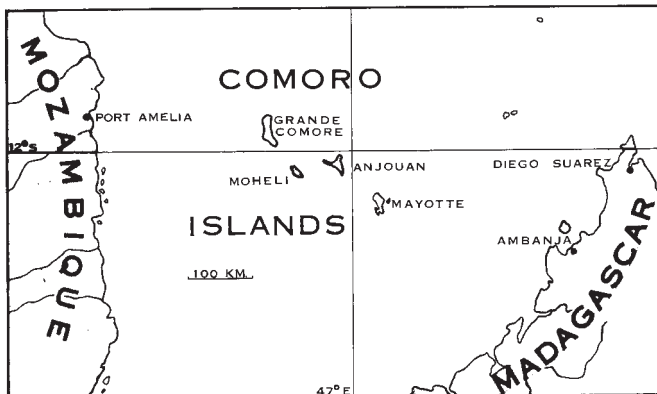 MOZAMBIQUE
COMORO
PORT AMELIA
GRANDE
COMORE
12°S
ANJOUAN
DIEGO SUAREZ
MOHELI
MAYOTTE
ISLANDS
AMBANJA
100 KM.
MADAGASCAR
47°E